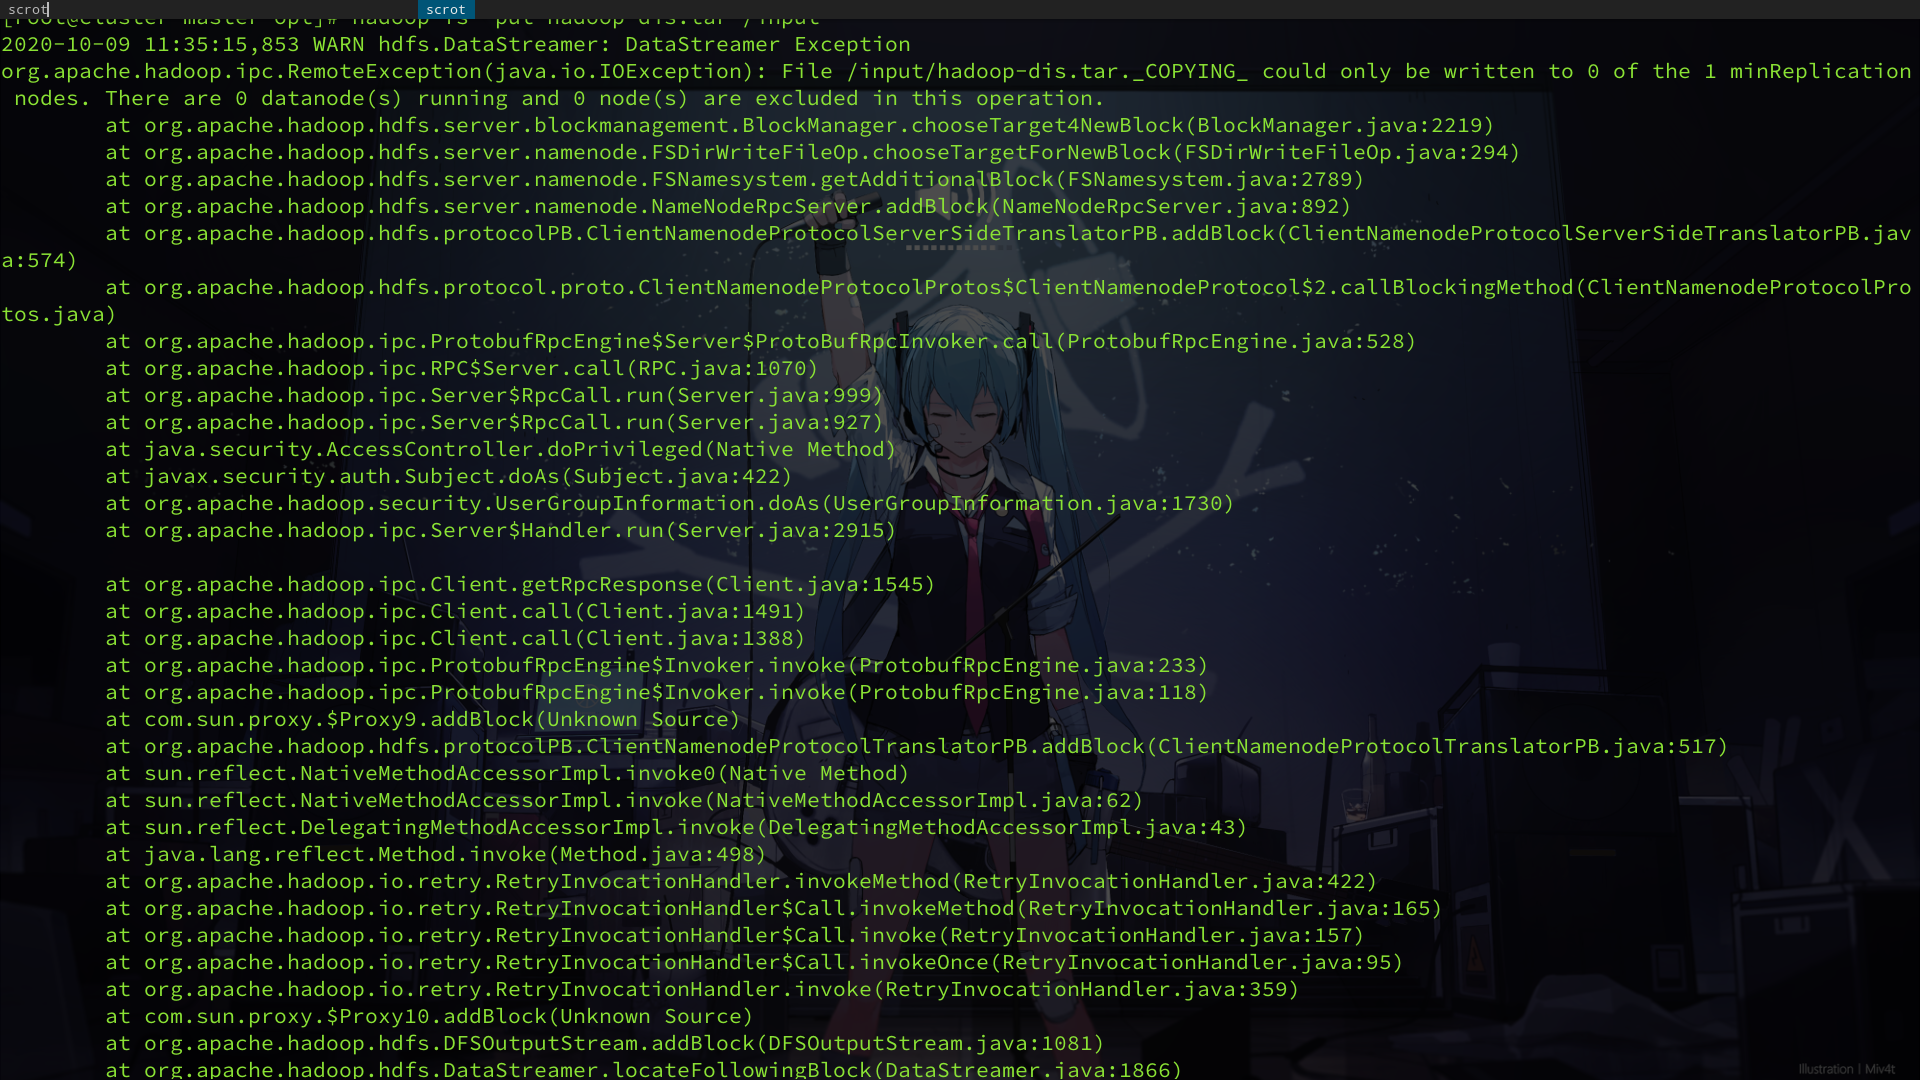 scrot scrot
[root@cluster-master opt]# hadoop fs -put hadoop-dis.tar /input
2020-10-09 11:35:15,853 WARN hdfs.DataStreamer: DataStreamer Exception
org.apache.hadoop.ipc.RemoteException(java.io.IOException): File /input/hadoop-dis.tar._COPYING_ could only be written to 0 of the 1 minReplication
 nodes. There are 0 datanode(s) running and 0 node(s) are excluded in this operation.
        at org.apache.hadoop.hdfs.server.blockmanagement.BlockManager.chooseTarget4NewBlock(BlockManager.java:2219)
        at org.apache.hadoop.hdfs.server.namenode.FSDirWriteFileOp.chooseTargetForNewBlock(FSDirWriteFileOp.java:294)
        at org.apache.hadoop.hdfs.server.namenode.FSNamesystem.getAdditionalBlock(FSNamesystem.java:2789)
        at org.apache.hadoop.hdfs.server.namenode.NameNodeRpcServer.addBlock(NameNodeRpcServer.java:892)
        at org.apache.hadoop.hdfs.protocolPB.ClientNamenodeProtocolServerSideTranslatorPB.addBlock(ClientNamenodeProtocolServerSideTranslatorPB.jav
a:574)
        at org.apache.hadoop.hdfs.protocol.proto.ClientNamenodeProtocolProtos$ClientNamenodeProtocol$2.callBlockingMethod(ClientNamenodeProtocolPro
tos.java)
        at org.apache.hadoop.ipc.ProtobufRpcEngine$Server$ProtoBufRpcInvoker.call(ProtobufRpcEngine.java:528)
        at org.apache.hadoop.ipc.RPC$Server.call(RPC.java:1070)
        at org.apache.hadoop.ipc.Server$RpcCall.run(Server.java:999)
        at org.apache.hadoop.ipc.Server$RpcCall.run(Server.java:927)
        at java.security.AccessController.doPrivileged(Native Method)
        at javax.security.auth.Subject.doAs(Subject.java:422)
        at org.apache.hadoop.security.UserGroupInformation.doAs(UserGroupInformation.java:1730)
        at org.apache.hadoop.ipc.Server$Handler.run(Server.java:2915)

        at org.apache.hadoop.ipc.Client.getRpcResponse(Client.java:1545)
        at org.apache.hadoop.ipc.Client.call(Client.java:1491)
        at org.apache.hadoop.ipc.Client.call(Client.java:1388)
        at org.apache.hadoop.ipc.ProtobufRpcEngine$Invoker.invoke(ProtobufRpcEngine.java:233)
        at org.apache.hadoop.ipc.ProtobufRpcEngine$Invoker.invoke(ProtobufRpcEngine.java:118)
        at com.sun.proxy.$Proxy9.addBlock(Unknown Source)
        at org.apache.hadoop.hdfs.protocolPB.ClientNamenodeProtocolTranslatorPB.addBlock(ClientNamenodeProtocolTranslatorPB.java:517)
        at sun.reflect.NativeMethodAccessorImpl.invoke0(Native Method)
        at sun.reflect.NativeMethodAccessorImpl.invoke(NativeMethodAccessorImpl.java:62)
        at sun.reflect.DelegatingMethodAccessorImpl.invoke(DelegatingMethodAccessorImpl.java:43)
        at java.lang.reflect.Method.invoke(Method.java:498)
        at org.apache.hadoop.io.retry.RetryInvocationHandler.invokeMethod(RetryInvocationHandler.java:422)
        at org.apache.hadoop.io.retry.RetryInvocationHandler$Call.invokeMethod(RetryInvocationHandler.java:165)
        at org.apache.hadoop.io.retry.RetryInvocationHandler$Call.invoke(RetryInvocationHandler.java:157)
        at org.apache.hadoop.io.retry.RetryInvocationHandler$Call.invokeOnce(RetryInvocationHandler.java:95)
        at org.apache.hadoop.io.retry.RetryInvocationHandler.invoke(RetryInvocationHandler.java:359)
        at com.sun.proxy.$Proxy10.addBlock(Unknown Source)
        at org.apache.hadoop.hdfs.DFSOutputStream.addBlock(DFSOutputStream.java:1081)
        at org.apache.hadoop.hdfs.DataStreamer.locateFollowingBlock(DataStreamer.java:1866)
Illustration | Miv4t